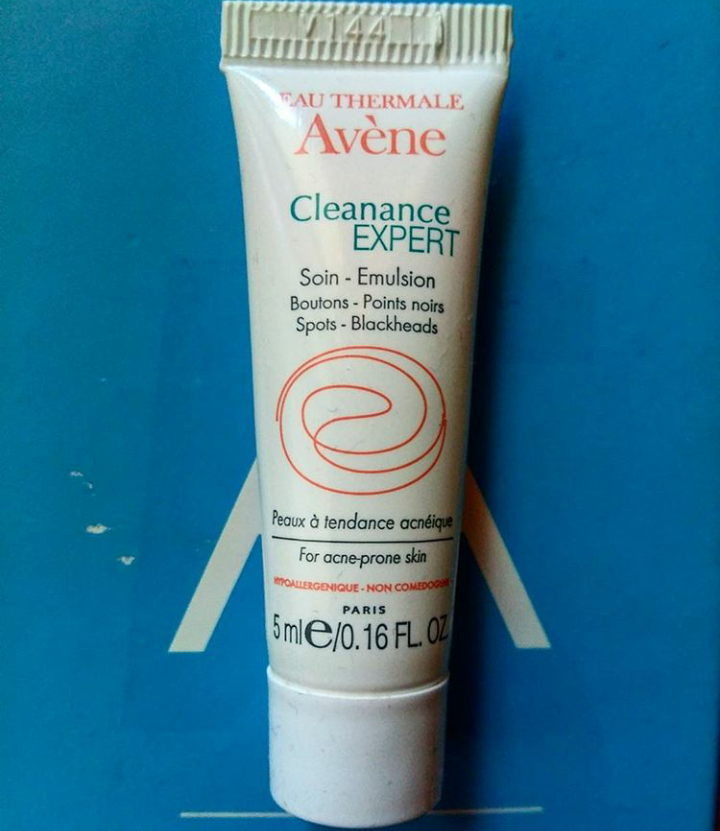 7144
EAU THERMALE
Avène
Cleanance
EXPERT
Soin - Emulsion
Boutons - Points noirs
Spots - Blackheads
Peaux à tendance acnéique
For acne-prone skin
HYPOALLERGENIQUE - NON COMEDOGENE
PARIS
5 ml e/0.16 FL. OZ.